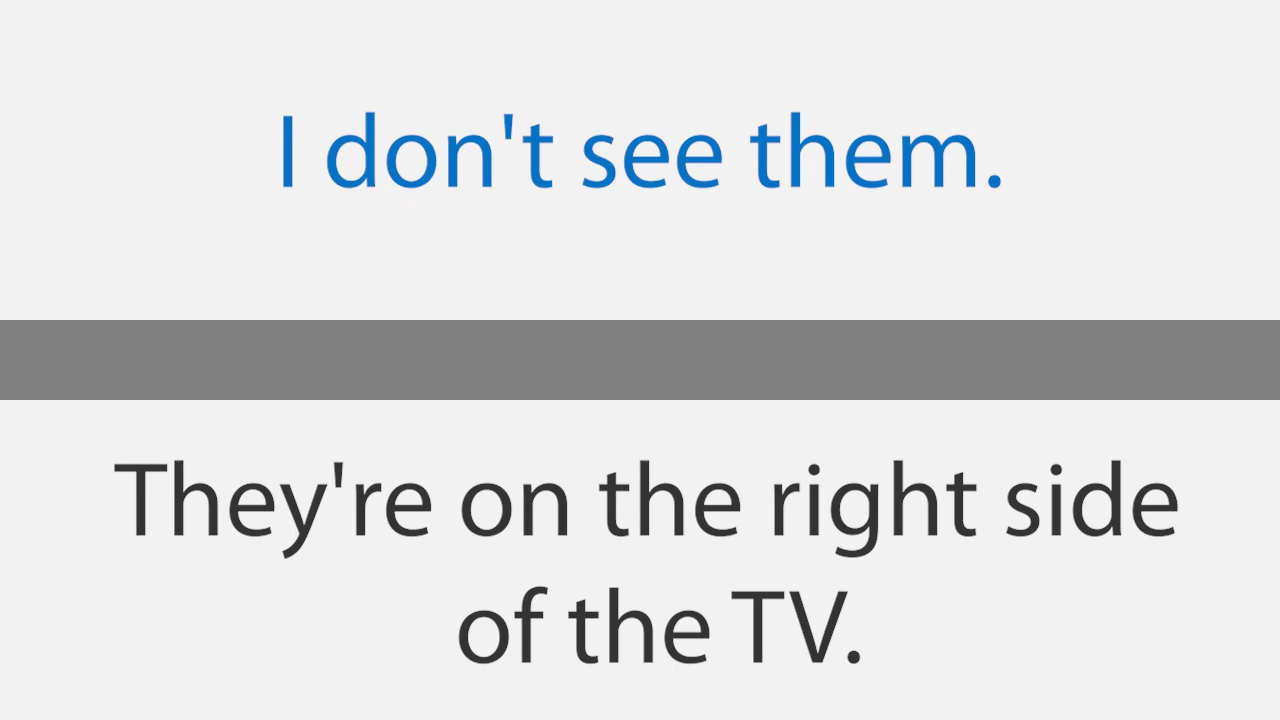 I don't see them.
They're on the right side
of the TV.